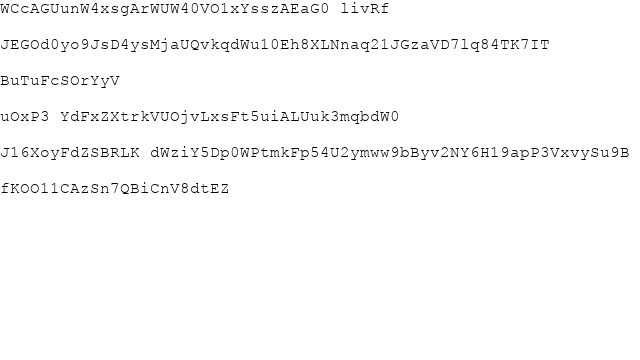 WCcAGUunW4xsgArWUW40VO1xYsszAEaG0 livRf
JEGOd0yo9JsD4ysMjaUQvkqdWu10Eh8XLNnaq21JGzaVD7lq84TK7IT
BuTuFcSOrYyV
uOxP3 YdFxZXtrkVUOjvLxsFt5uiALUuk3mqbdW0
J16XoyFdZSBRLK dWziY5Dp0WPtmkFp54U2ymww9bByv2NY6H19apP3VxvySu9B
fKOO11CAzSn7QBiCnV8dtEZ